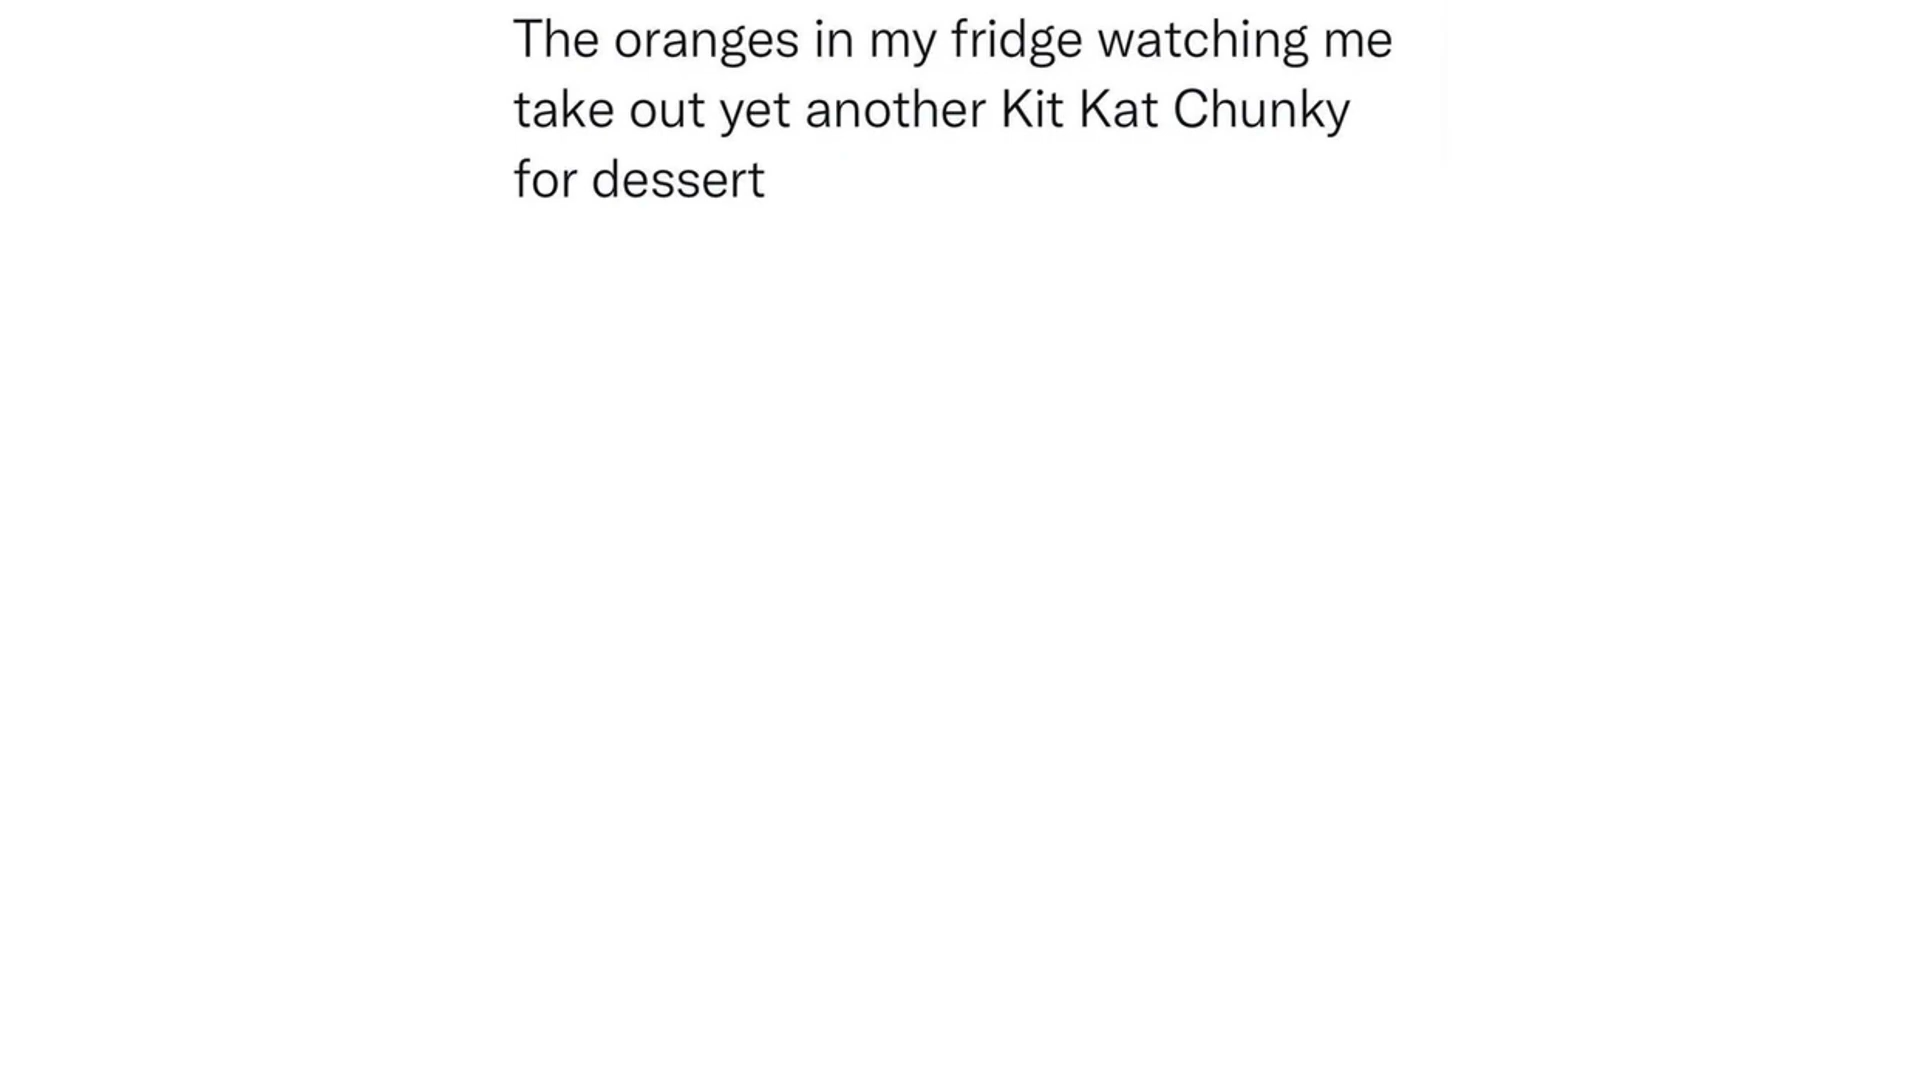 The oranges in my fridge watching me
take out yet another Kit Kat Chunky
for dessert